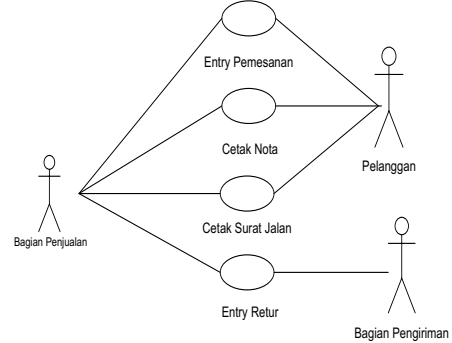 Entry Pemesanan
Cetak Nota
Pelanggan
Cetak Surat Jalan
Bagian Penjualan
Entry Retur
Bagian Pengiriman